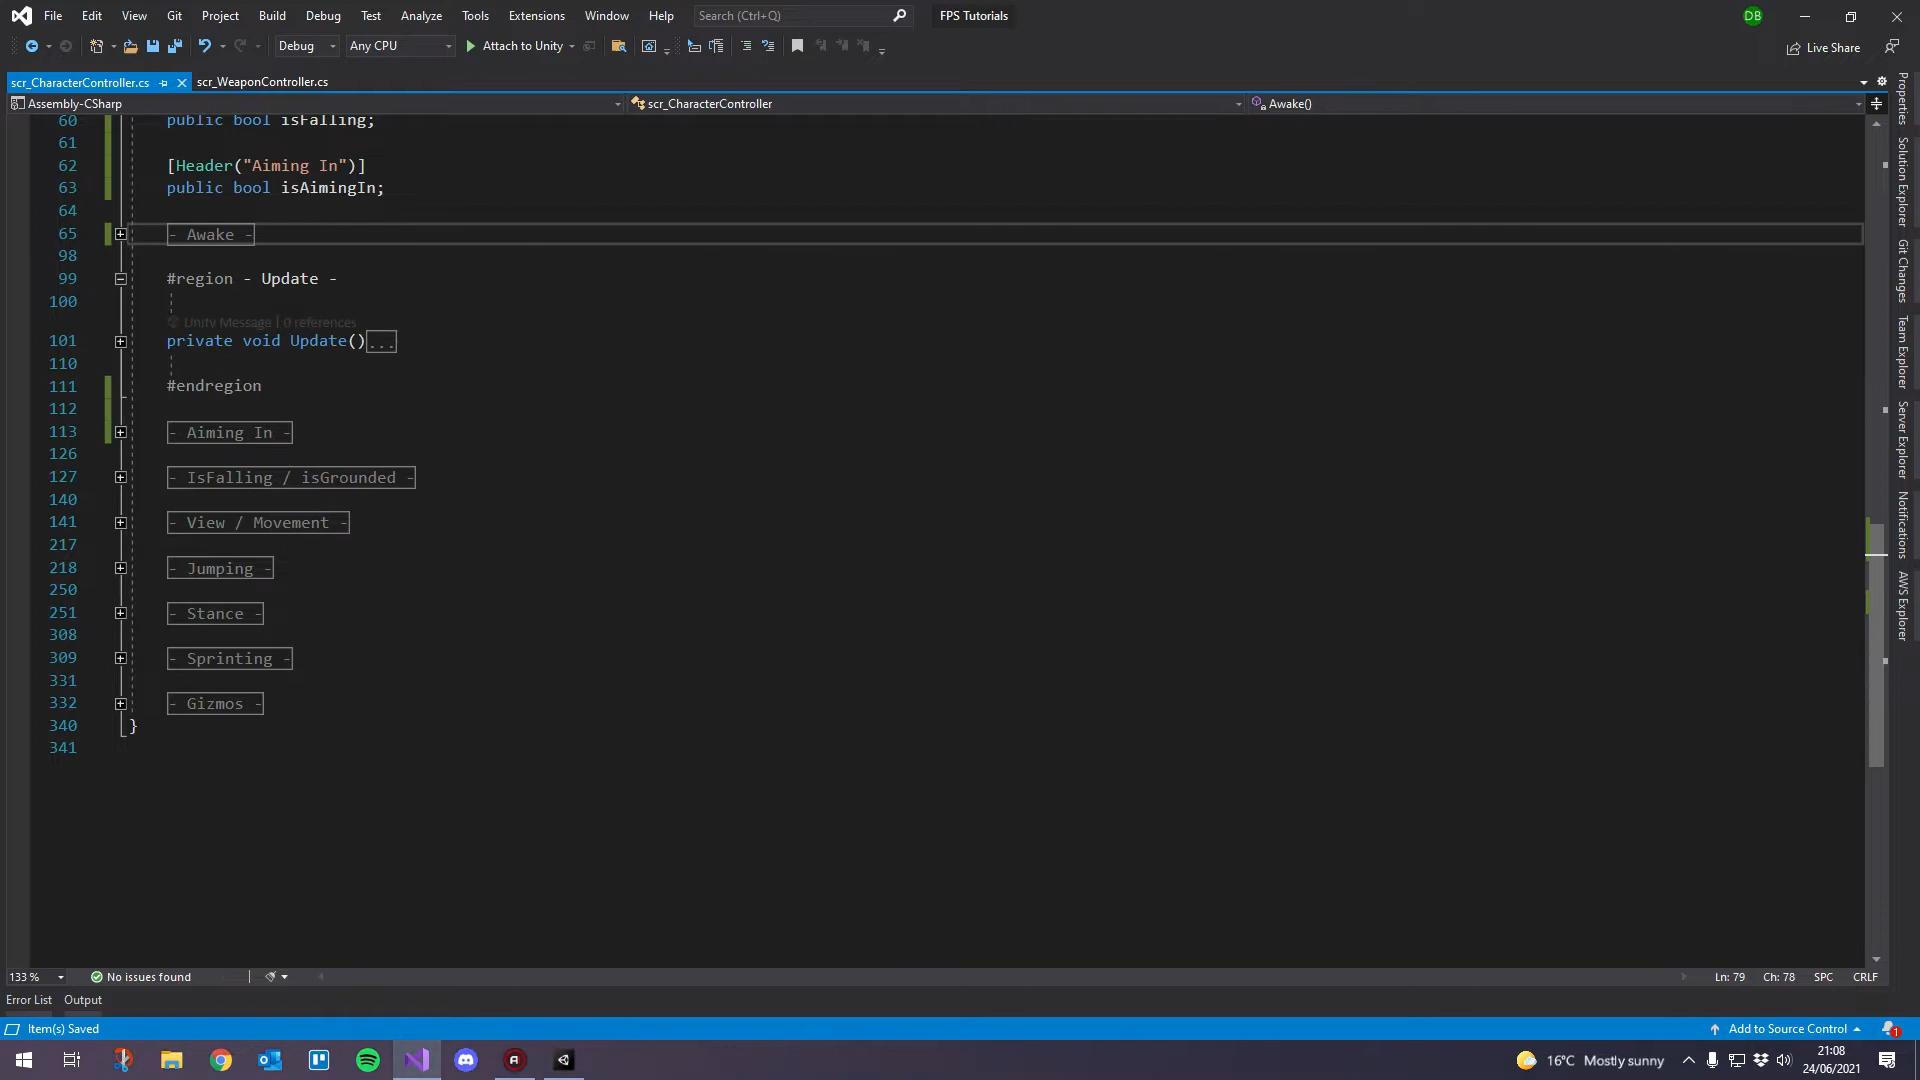 File Edit View Git Project Build Debug Test Analyze Tools Extensions Window Help Search (Ctrl+Q) FPS Tutorials DB
Debug Any CPU Attach to Unity Live Share
scr_CharacterController.cs scr_WeaponController.cs
Assembly-CSharp scr_CharacterController Awake()
60 public bool isFalling;
61
62 [Header("Aiming In")]
63 public bool isAimingIn;
64
65 - Awake -
98
99 #region - Update -
100
Unity Message | 0 references
101 private void Update()...
110
111 #endregion
112
113 - Aiming In -
126
127 - IsFalling / isGrounded -
140
141 - View / Movement -
217
218 - Jumping -
250
251 - Stance -
308
309 - Sprinting -
331
332 - Gizmos -
340 }
341
Properties
Solution Explorer
Git Changes
Team Explorer
Server Explorer
Notifications
AWS Explorer
133 % No issues found Ln: 79 Ch: 78 SPC CRLF
Error List Output
Item(s) Saved Add to Source Control 1
16°C Mostly sunny 21:08
24/06/2021